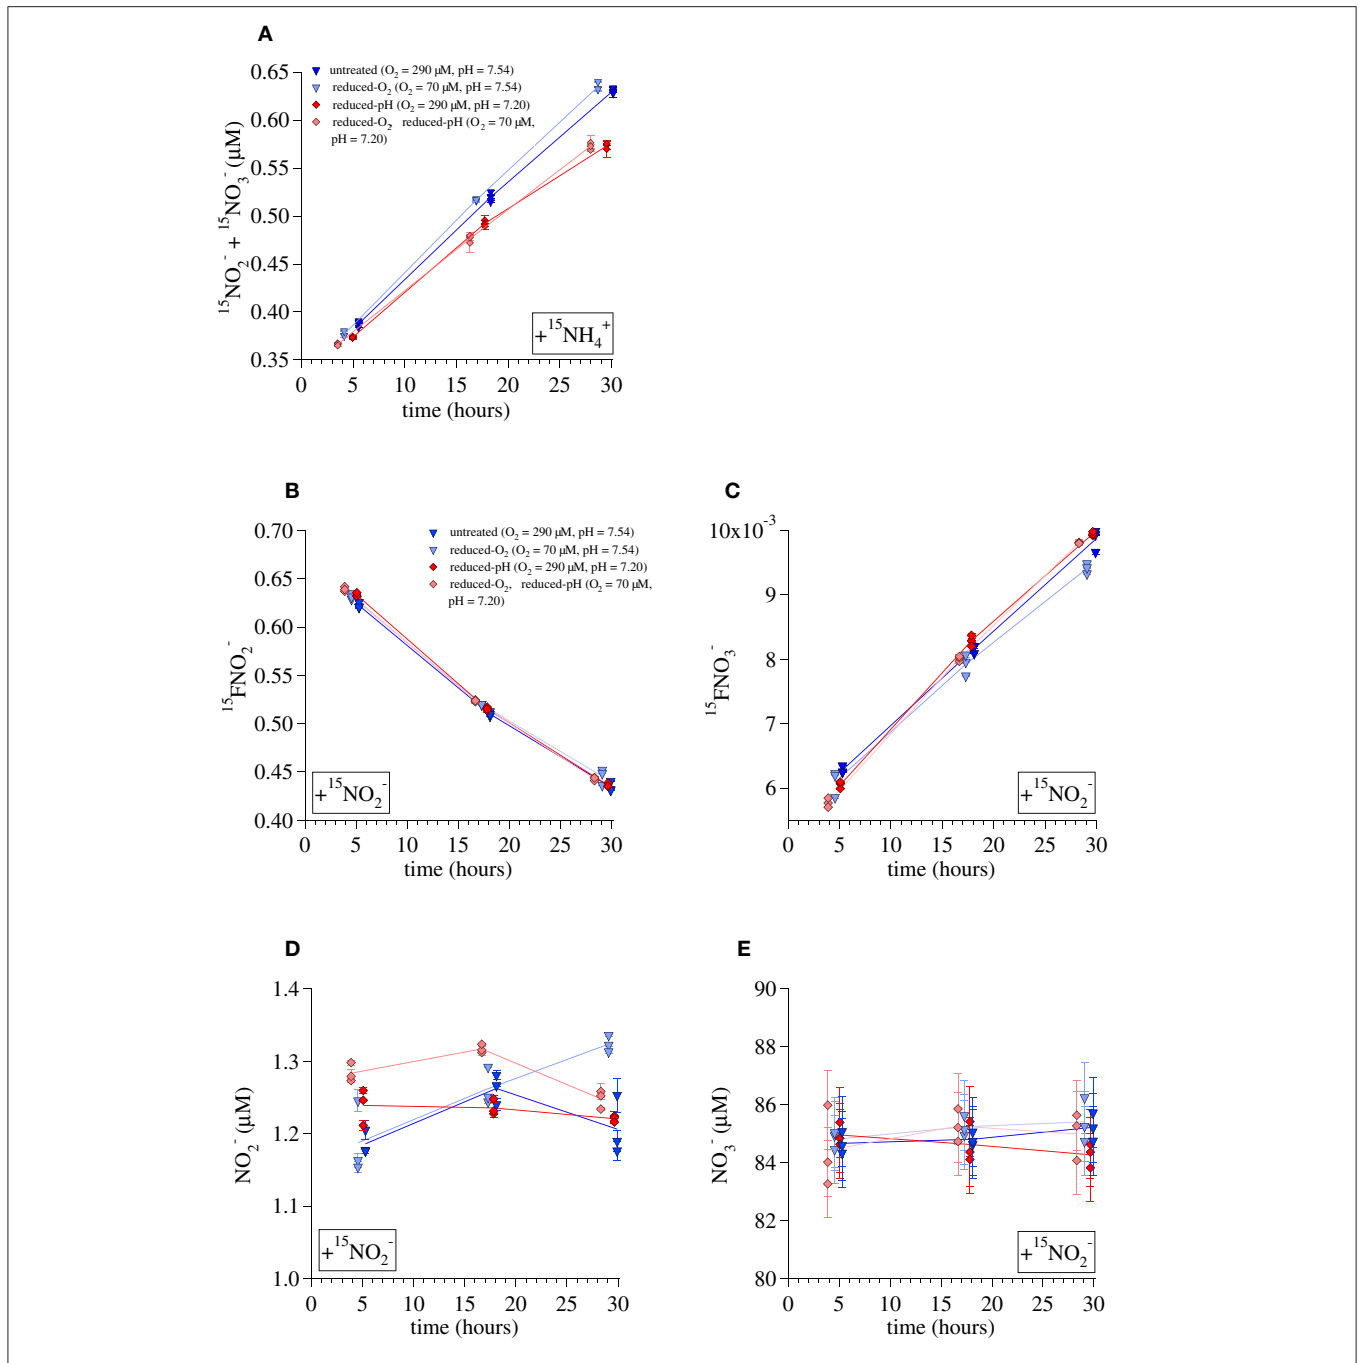 A
untreated (O₂ = 290 µM, pH = 7.54)
reduced-O₂ (O₂ = 70 µM, pH = 7.54)
reduced-pH (O₂ = 290 µM, pH = 7.20)
reduced-O₂, reduced-pH (O₂ = 70 µM,
pH = 7.20)
¹⁵NO₂⁻ + ¹⁵NO₃⁻ (µM)
0.65
0.60
0.55
0.50
0.45
0.40
0.35
+¹⁵NH₄⁺
0 5 10 15 20 25 30
time (hours)
B
untreated (O₂ = 290 µM, pH = 7.54)
reduced-O₂ (O₂ = 70 µM, pH = 7.54)
reduced-pH (O₂ = 290 µM, pH = 7.20)
reduced-O₂, reduced-pH (O₂ = 70 µM,
pH = 7.20)
¹⁵FNO₂⁻
0.70
0.65
0.60
0.55
0.50
0.45
0.40
+¹⁵NO₂⁻
0 5 10 15 20 25 30
time (hours)
C
¹⁵FNO₃⁻
10x10⁻³
9
8
7
6
+¹⁵NO₂⁻
0 5 10 15 20 25 30
time (hours)
D
NO₂⁻ (µM)
1.4
1.3
1.2
1.1
1.0
+¹⁵NO₂⁻
0 5 10 15 20 25 30
time (hours)
E
NO₃⁻ (µM)
90
88
86
84
82
80
+¹⁵NO₂⁻
0 5 10 15 20 25 30
time (hours)